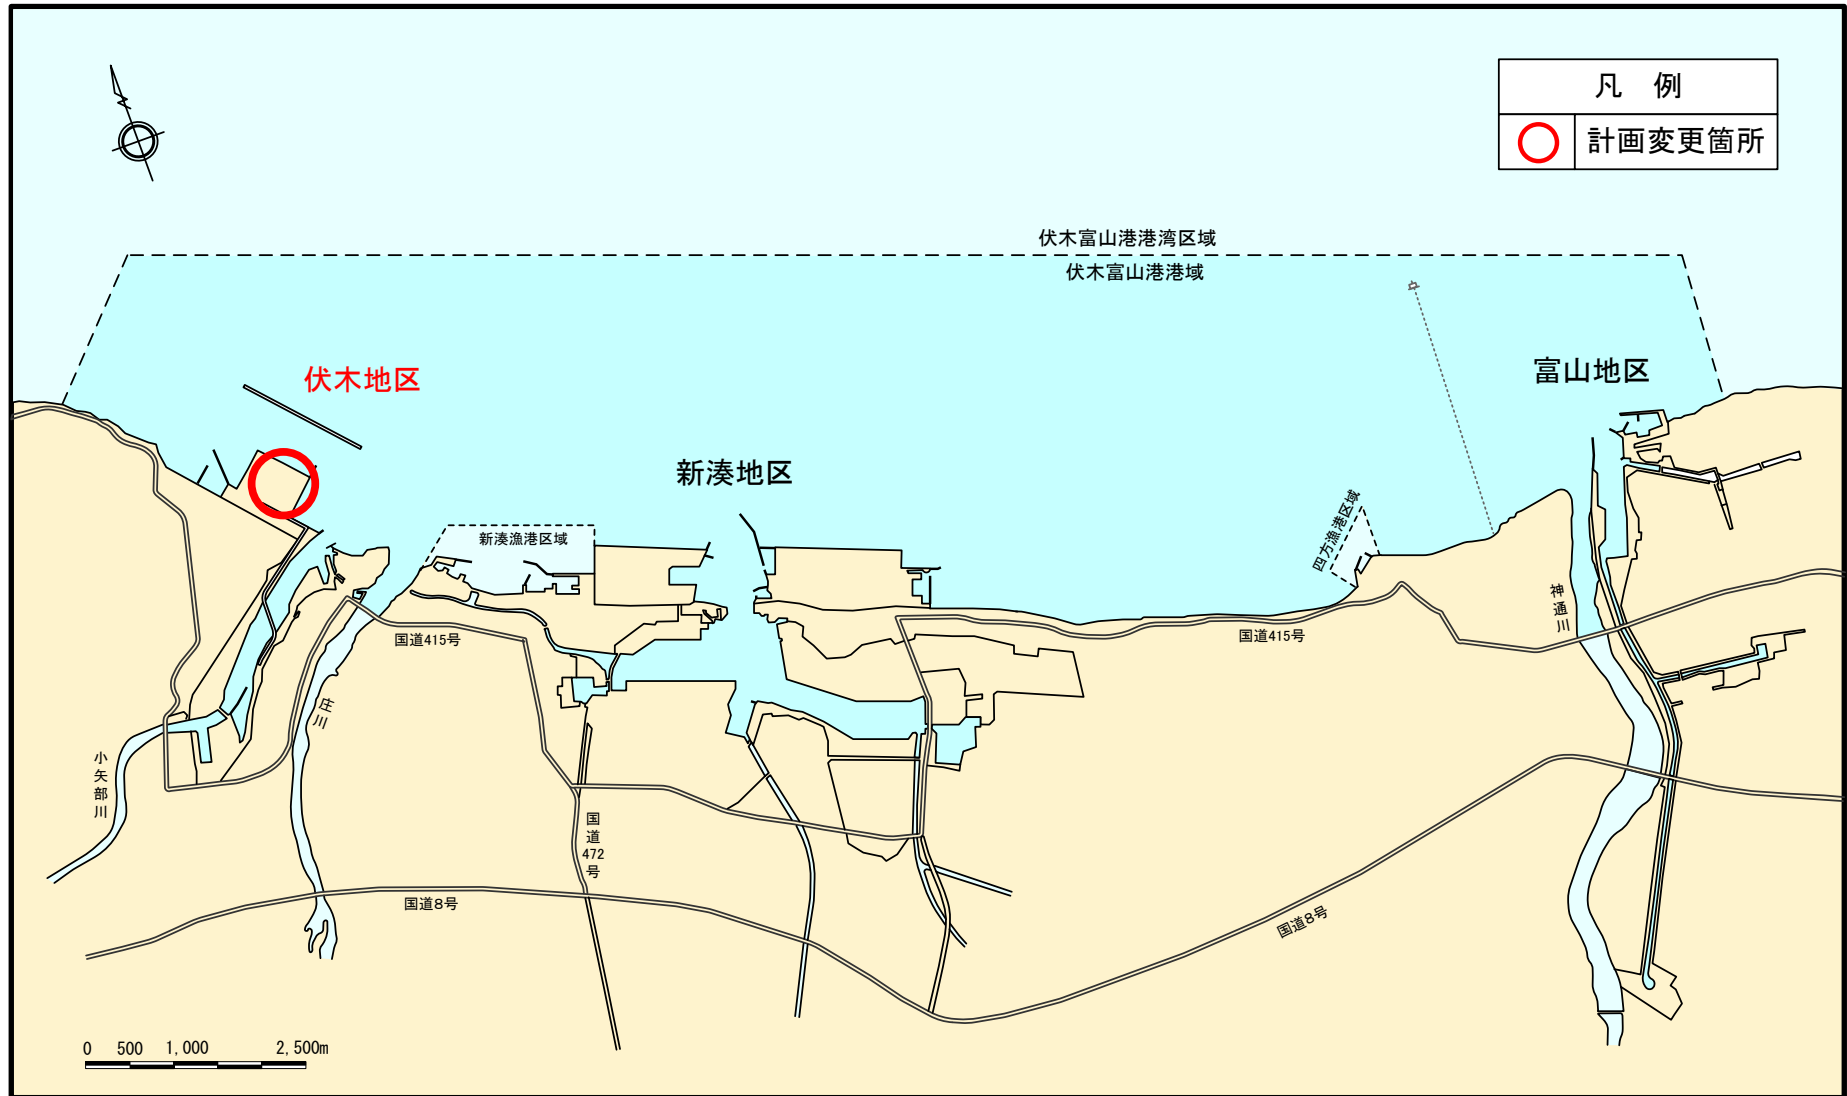 凡 例
計画変更箇所
伏木富山港港湾区域
伏木富山港港域
伏木地区
富山地区
新湊地区
新湊漁港区域
四方漁港区域
国道415号
国道415号
神通川
庄川
小矢部川
国道472号
国道8号
国道8号
0 500 1,000 2,500m